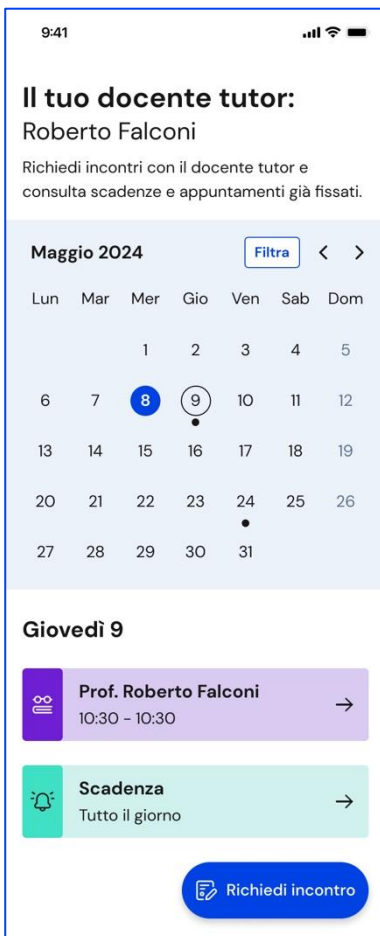 9:41
Il tuo docente tutor:
Roberto Falconi
Richiedi incontri con il docente tutor e
consulta scadenze e appuntamenti già fissati.
Maggio 2024 Filtra
Lun Mar Mer Gio Ven Sab Dom
1 2 3 4 5
6 7 8 9 10 11 12
13 14 15 16 17 18 19
20 21 22 23 24 25 26
27 28 29 30 31
Giovedì 9
Prof. Roberto Falconi
10:30 - 10:30
Scadenza
Tutto il giorno
Richiedi incontro